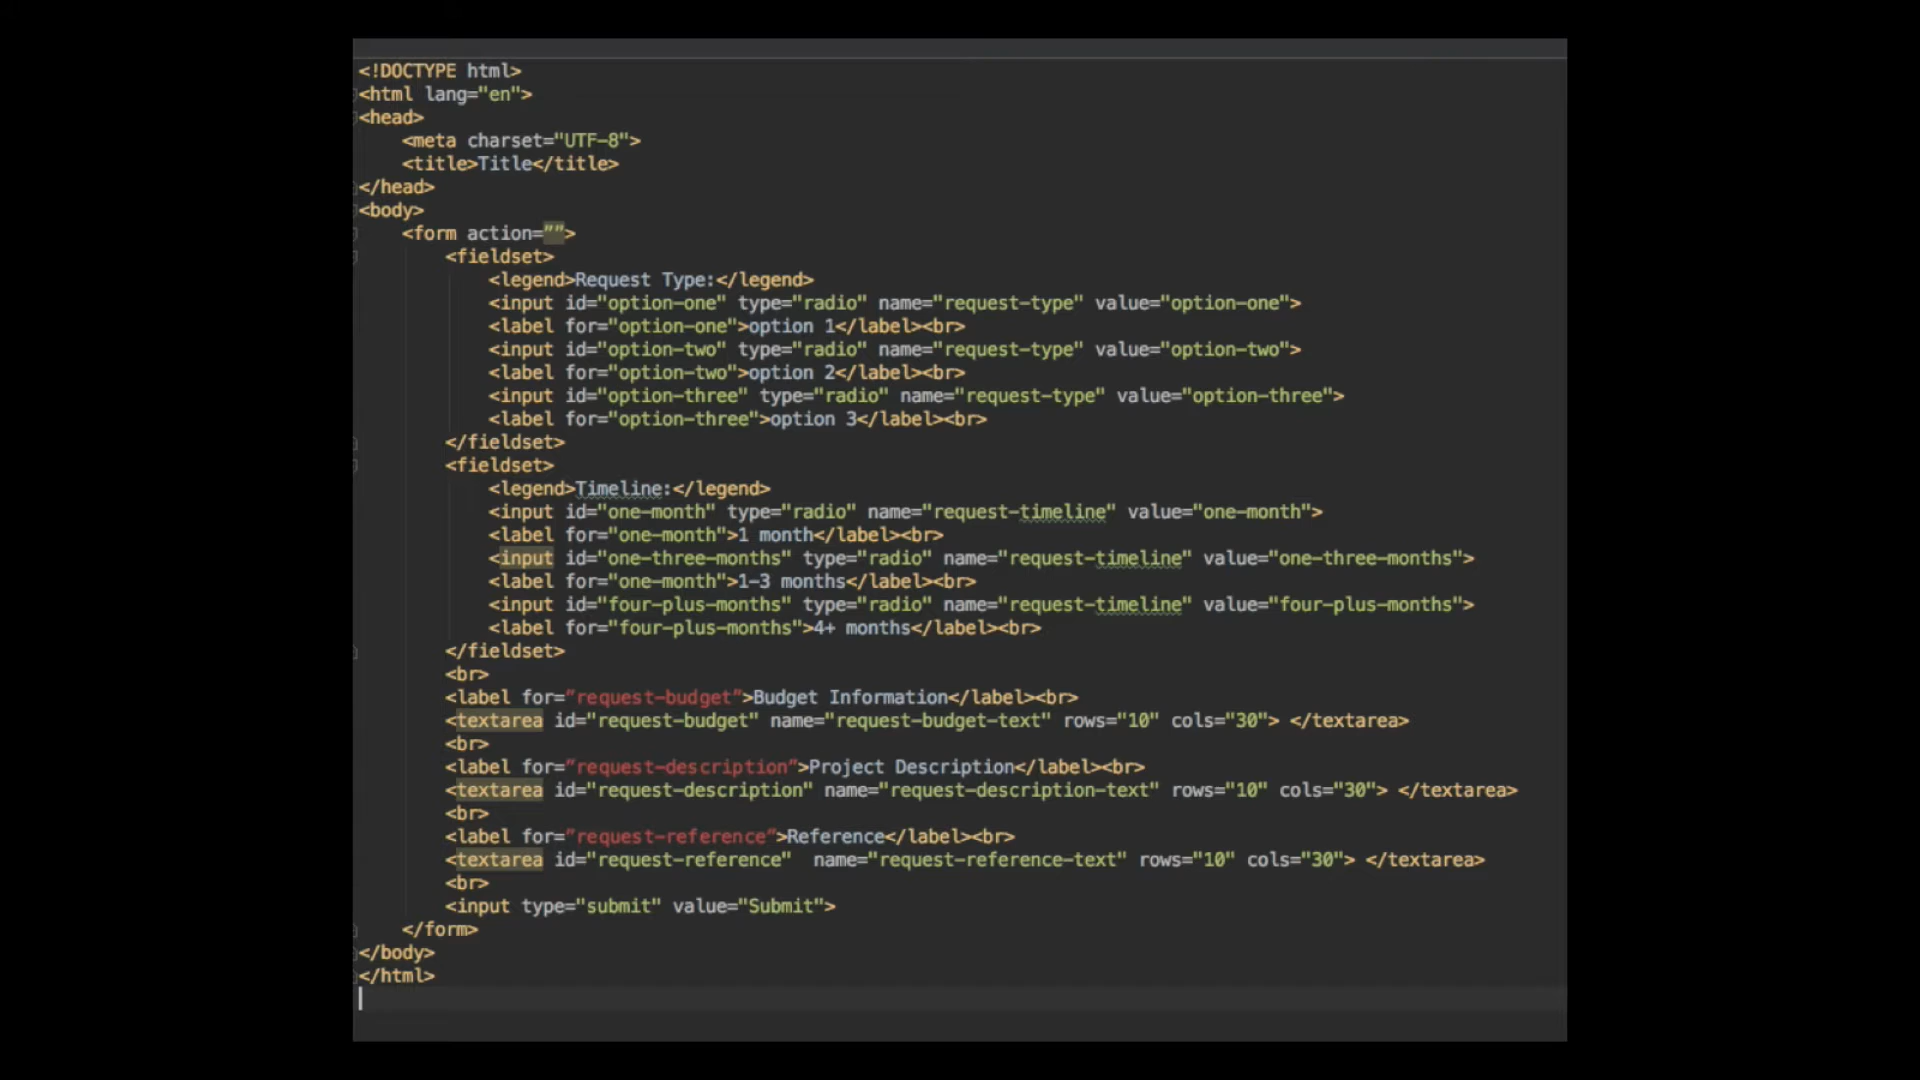 <!DOCTYPE html>
<html lang="en">
<head>
    <meta charset="UTF-8">
    <title>Title</title>
</head>
<body>
    <form action="">
        <fieldset>
            <legend>Request Type:</legend>
            <input id="option-one" type="radio" name="request-type" value="option-one">
            <label for="option-one">option 1</label><br>
            <input id="option-two" type="radio" name="request-type" value="option-two">
            <label for="option-two">option 2</label><br>
            <input id="option-three" type="radio" name="request-type" value="option-three">
            <label for="option-three">option 3</label><br>
        </fieldset>
        <fieldset>
            <legend>Timeline:</legend>
            <input id="one-month" type="radio" name="request-timeline" value="one-month">
            <label for="one-month">1 month</label><br>
            <input id="one-three-months" type="radio" name="request-timeline" value="one-three-months">
            <label for="one-month">1-3 months</label><br>
            <input id="four-plus-months" type="radio" name="request-timeline" value="four-plus-months">
            <label for="four-plus-months">4+ months</label><br>
        </fieldset>
        <br>
        <label for=”request-budget”>Budget Information</label><br>
        <textarea id="request-budget" name="request-budget-text" rows="10" cols="30"> </textarea>
        <br>
        <label for=”request-description”>Project Description</label><br>
        <textarea id="request-description" name="request-description-text" rows="10" cols="30"> </textarea>
        <br>
        <label for=”request-reference”>Reference</label><br>
        <textarea id="request-reference"  name="request-reference-text" rows="10" cols="30"> </textarea>
        <br>
        <input type="submit" value="Submit">
    </form>
</body>
</html>